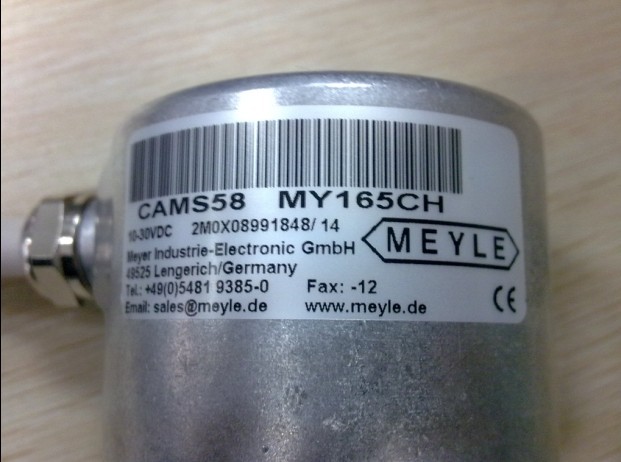 CAMS58 MY165CH
10-30VDC 2M0X08991848/ 14
Meyer Industrie-Electronic GmbH
MEYLE
49525 Lengerich/Germany
Tel.: +49(0)5481 9385-0 Fax: -12
Email: sales@meyle.de www.meyle.de
CE